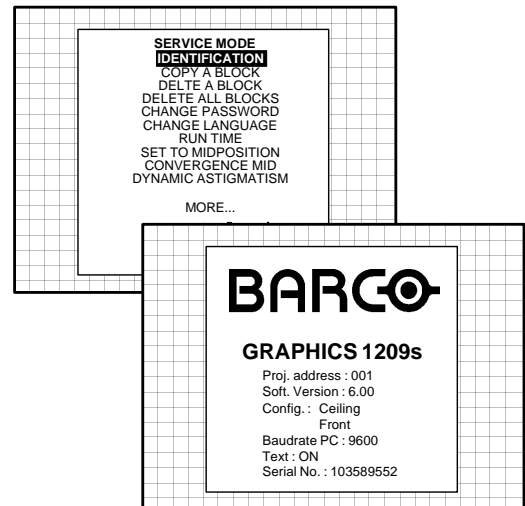 SERVICE MODE
IDENTIFICATION
COPY A BLOCK
DELTE A BLOCK
DELETE ALL BLOCKS
CHANGE PASSWORD
CHANGE LANGUAGE
RUN TIME
SET TO MIDPOSITION
CONVERGENCE MID
DYNAMIC ASTIGMATISM
MORE...
BARCO
GRAPHICS 1209s
Proj. address : 001
Soft. Version : 6.00
Config. : Ceiling
Front
Baudrate PC : 9600
Text : ON
Serial No. : 103589552